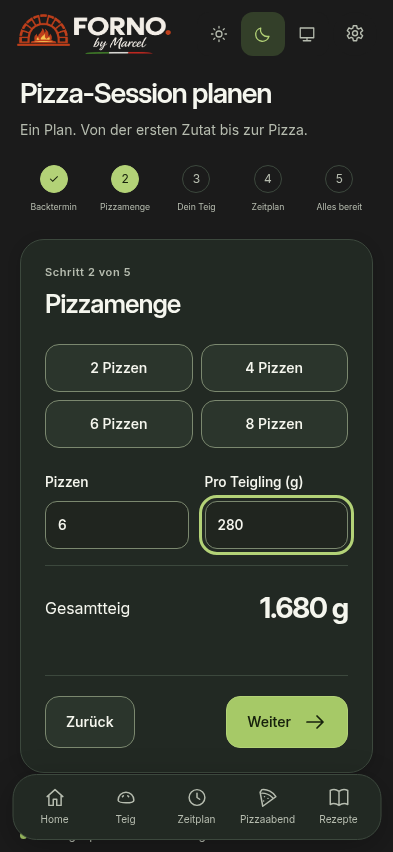 FORNO.
by Marcel
Pizza-Session planen
Ein Plan. Von der ersten Zutat bis zur Pizza.
2 3 4 5
Backtermin Pizzamenge Dein Teig Zeitplan Alles bereit
Schritt 2 von 5
Pizzamenge
2 Pizzen 4 Pizzen
6 Pizzen 8 Pizzen
Pizzen Pro Teigling (g)
6 280
Gesamtteig 1.680 g
Zurück Weiter
Home Teig Zeitplan Pizzaabend Rezepte